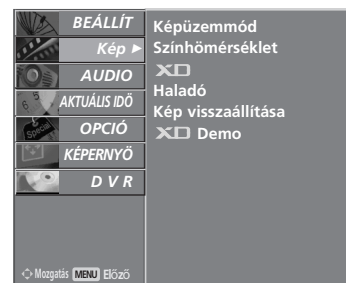 BEÁLLÍT
Kép ►
AUDIO
AKTUÁLIS IDŐ
OPCIÓ
KÉPERNYŐ
D V R
Mozgatás MENU Előző
Képüzemmód
Színhőmérséklet
XD
Haladó
Kép visszaállítása
XD Demo